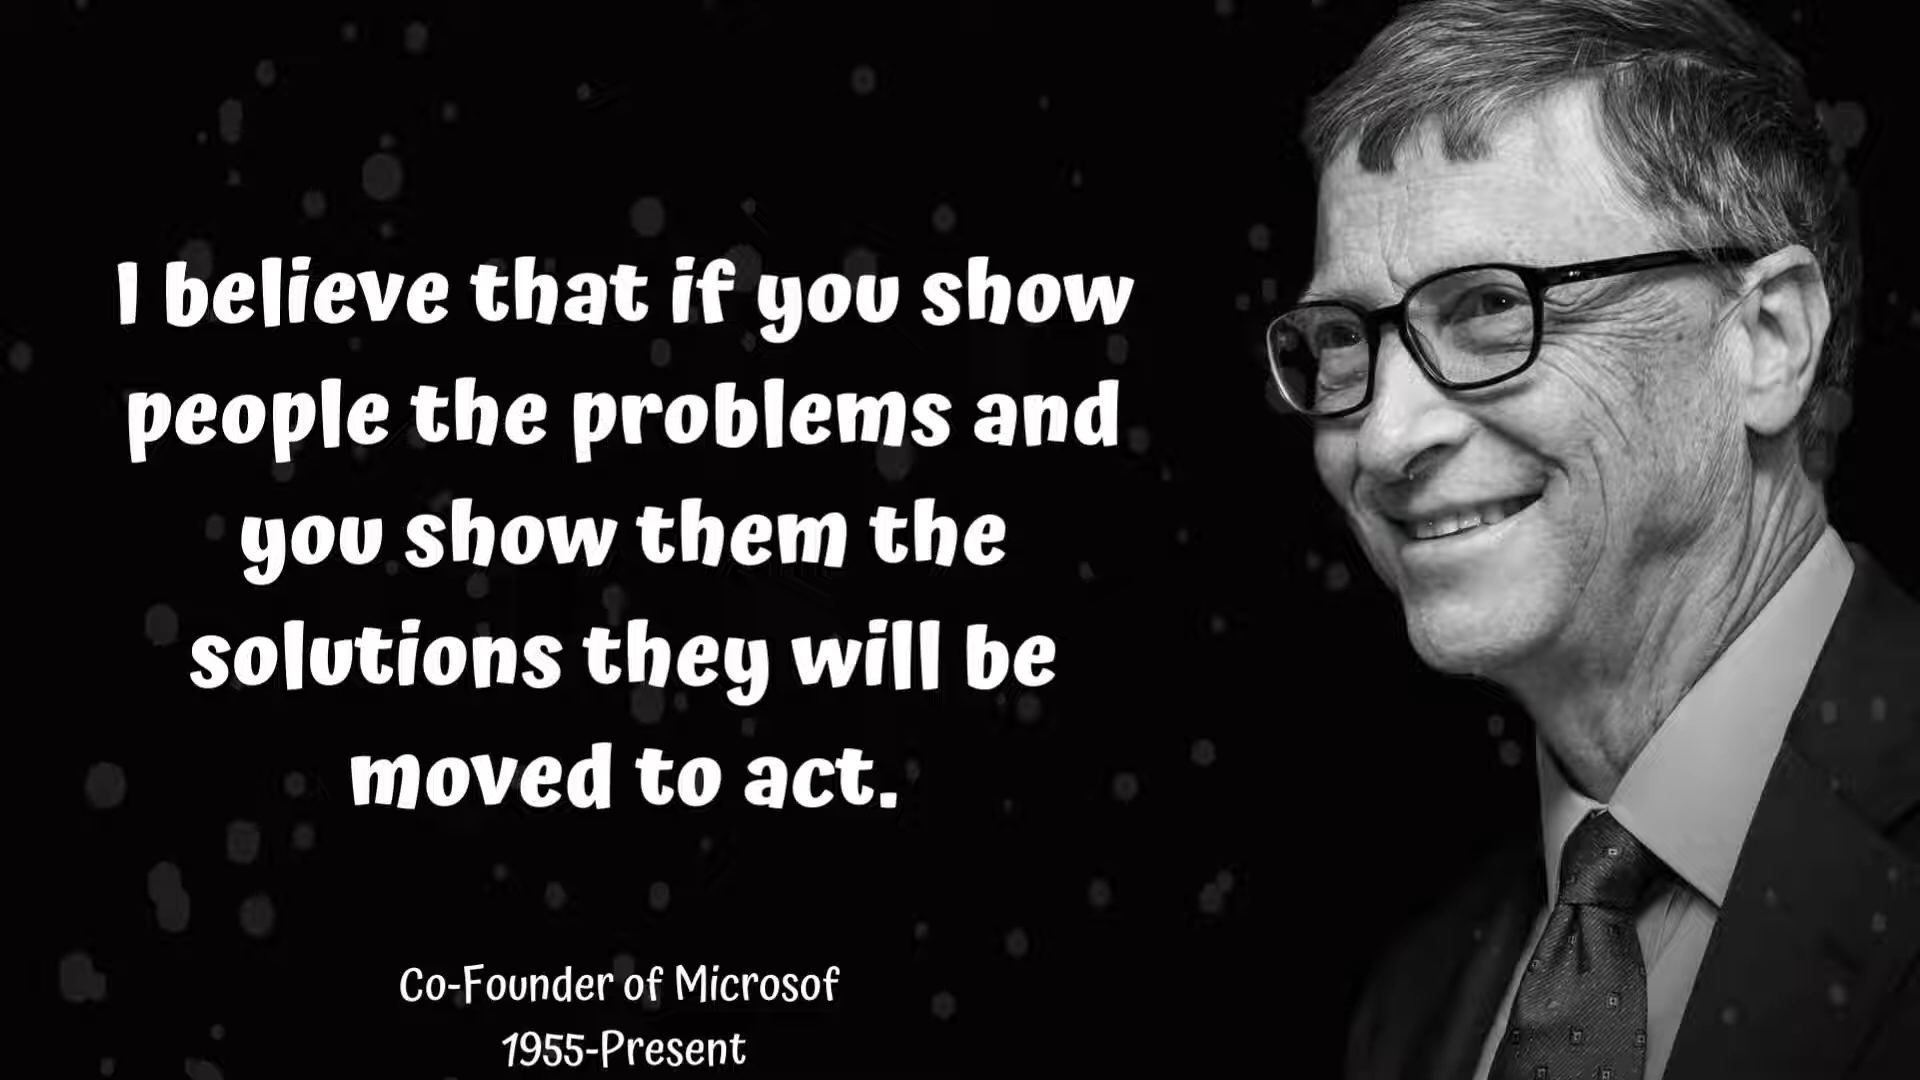 I believe that if you show
people the problems and
you show them the
solutions they will be
moved to act.
Co-Founder of Microsof
1955-Present